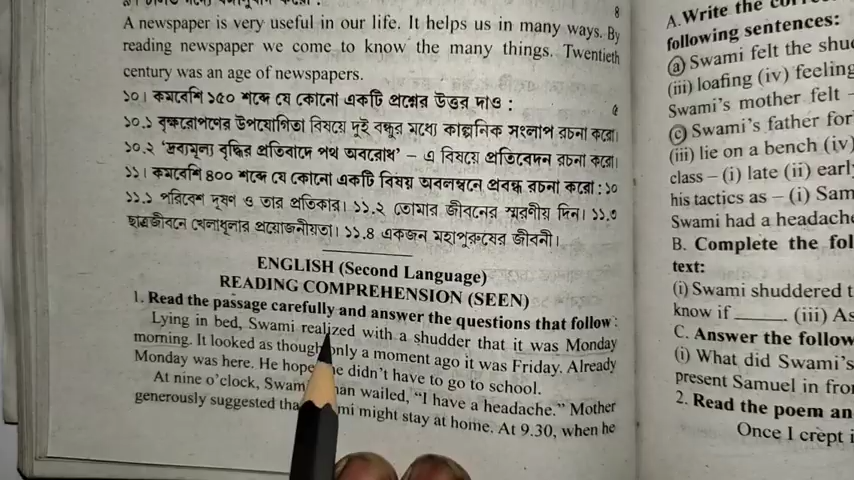 8
A newspaper is very useful in our life. It helps us in many ways. By
reading newspaper we come to know the many things. Twentieth
century was an age of newspapers.
১০। কমবেশি ১৫০ শব্দে যে কোনো একটি প্রশ্নের উত্তর দাও : ৫
১০.১ বৃক্ষরোপণের উপযোগিতা বিষয়ে দুই বন্ধুর মধ্যে কাল্পনিক সংলাপ রচনা করো।
১০.২ ‘দ্রব্যমূল্য বৃদ্ধির প্রতিবাদে পথ অবরোধ’ – এ বিষয়ে প্রতিবেদন রচনা করো।
১১। কমবেশি ৪০০ শব্দে যে কোনো একটি বিষয় অবলম্বনে প্রবন্ধ রচনা করো : ১০
১১.১ পরিবেশ দূষণ ও তার প্রতিকার। ১১.২ তোমার জীবনের স্মরণীয় দিন। ১১.৩
ছাত্রজীবনে খেলাধূলার প্রয়োজনীয়তা। ১১.৪ একজন মহাপুরুষের জীবনী।
ENGLISH (Second Language)
READING COMPREHENSION (SEEN)
1. Read the passage carefully and answer the questions that follow :
Lying in bed, Swami realized with a shudder that it was Monday
morning. It looked as though only a moment ago it was Friday. Already
Monday was here. He hope he didn't have to go to school.
At nine o'clock, Swam an wailed, “I have a headache.” Mother
generously suggested tha mi might stay at home. At 9.30, when he
A.Write the
following sentences:
(a) Swami felt the shu
(iii) loafing (iv) feeling
Swami's mother felt –
(c) Swami's father for
(iii) lie on a bench (iv)
class – (i) late (ii) earl
his tactics as – (i) Sam
Swami had a headache
B. Complete the fol
text:
(i) Swami shuddered t
know if ______. (iii) As
C. Answer the follow
(i) What did Swami's
present Samuel in fro
2. Read the poem an
Once I crept i